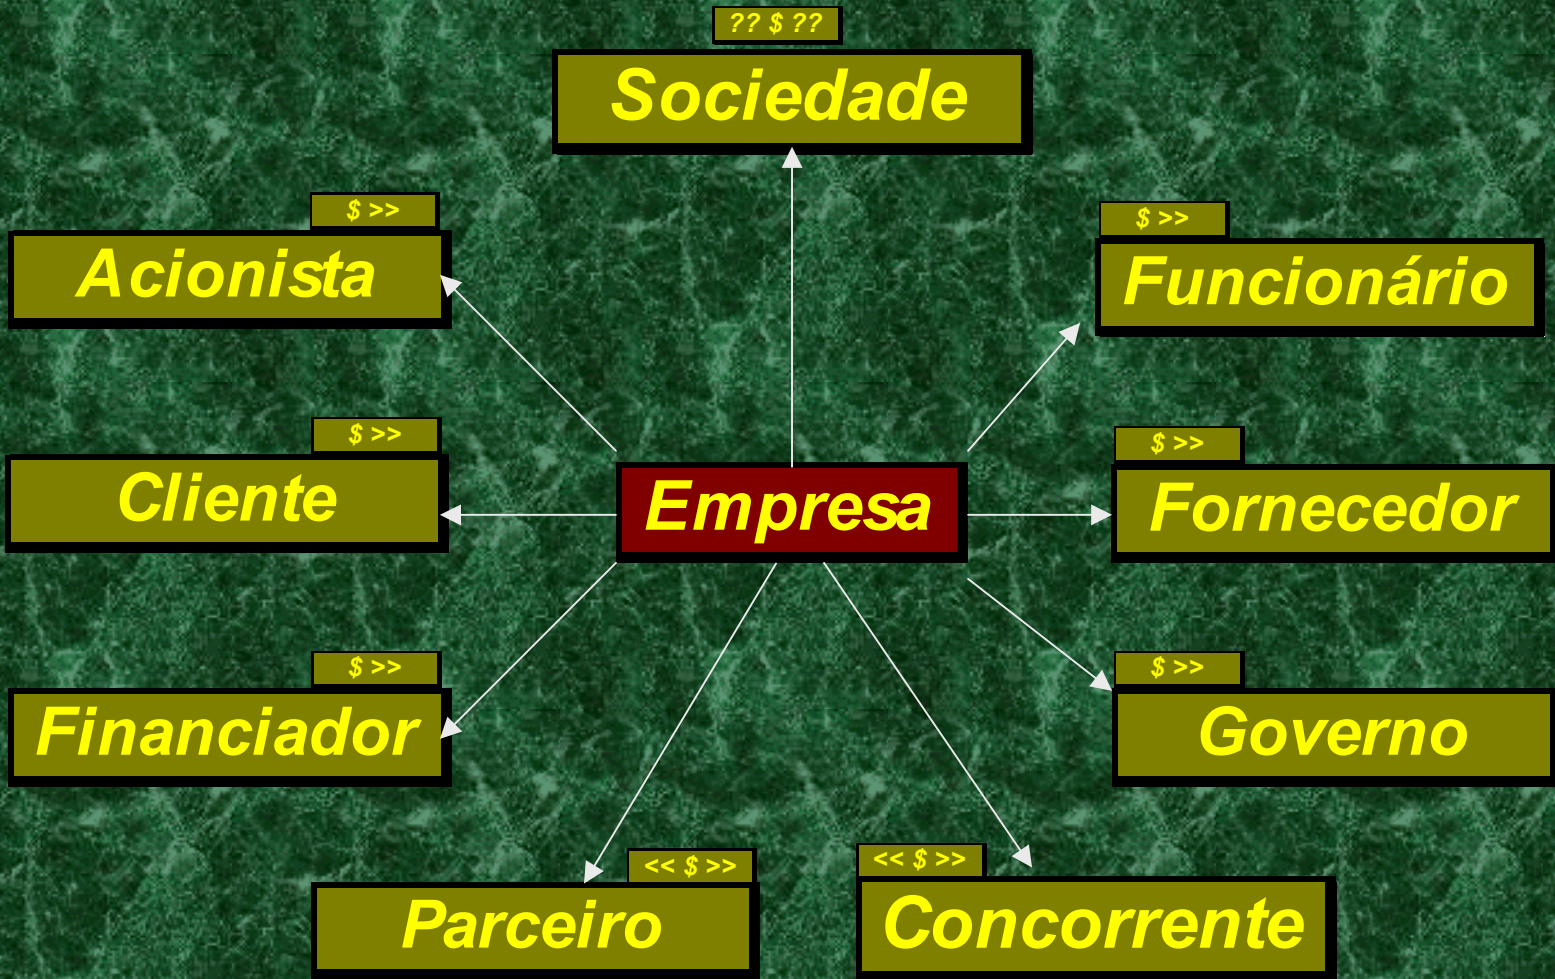 ?? $ ??
Sociedade
$ >>
Acionista
$ >>
Funcionário
$ >>
Cliente
Empresa
$ >>
Fornecedor
$ >>
Financiador
$ >>
Governo
<< $ >>
Parceiro
<< $ >>
Concorrente